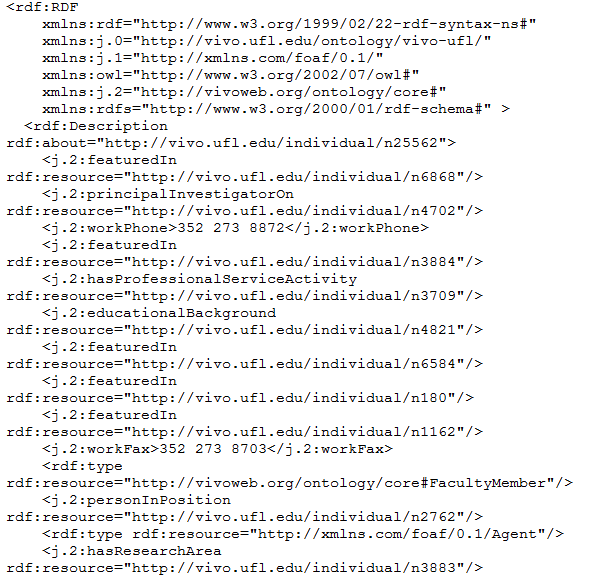 <rdf:RDF
xmlns:rdf="http://www.w3.org/1999/02/22-rdf-syntax-ns#"
xmlns:j.0="http://vivo.ufl.edu/ontology/vivo-ufl/"
xmlns:j.1="http://xmlns.com/foaf/0.1/"
xmlns:owl="http://www.w3.org/2002/07/owl#"
xmlns:j.2="http://vivoweb.org/ontology/core#"
xmlns:rdfs="http://www.w3.org/2000/01/rdf-schema#" >
<rdf:Description
rdf:about="http://vivo.ufl.edu/individual/n25562">
<j.2:featuredIn
rdf:resource="http://vivo.ufl.edu/individual/n6868"/>
<j.2:principalInvestigatorOn
rdf:resource="http://vivo.ufl.edu/individual/n4702"/>
<j.2:workPhone>352 273 8872</j.2:workPhone>
<j.2:featuredIn
rdf:resource="http://vivo.ufl.edu/individual/n3884"/>
<j.2:hasProfessionalServiceActivity
rdf:resource="http://vivo.ufl.edu/individual/n3709"/>
<j.2:educationalBackground
rdf:resource="http://vivo.ufl.edu/individual/n4821"/>
<j.2:featuredIn
rdf:resource="http://vivo.ufl.edu/individual/n6584"/>
<j.2:featuredIn
rdf:resource="http://vivo.ufl.edu/individual/n180"/>
<j.2:featuredIn
rdf:resource="http://vivo.ufl.edu/individual/n1162"/>
<j.2:workFax>352 273 8703</j.2:workFax>
<rdf:type
rdf:resource="http://vivoweb.org/ontology/core#FacultyMember"/>
<j.2:personInPosition
rdf:resource="http://vivo.ufl.edu/individual/n2762"/>
<rdf:type rdf:resource="http://xmlns.com/foaf/0.1/Agent"/>
<j.2:hasResearchArea
rdf:resource="http://vivo.ufl.edu/individual/n3883"/>